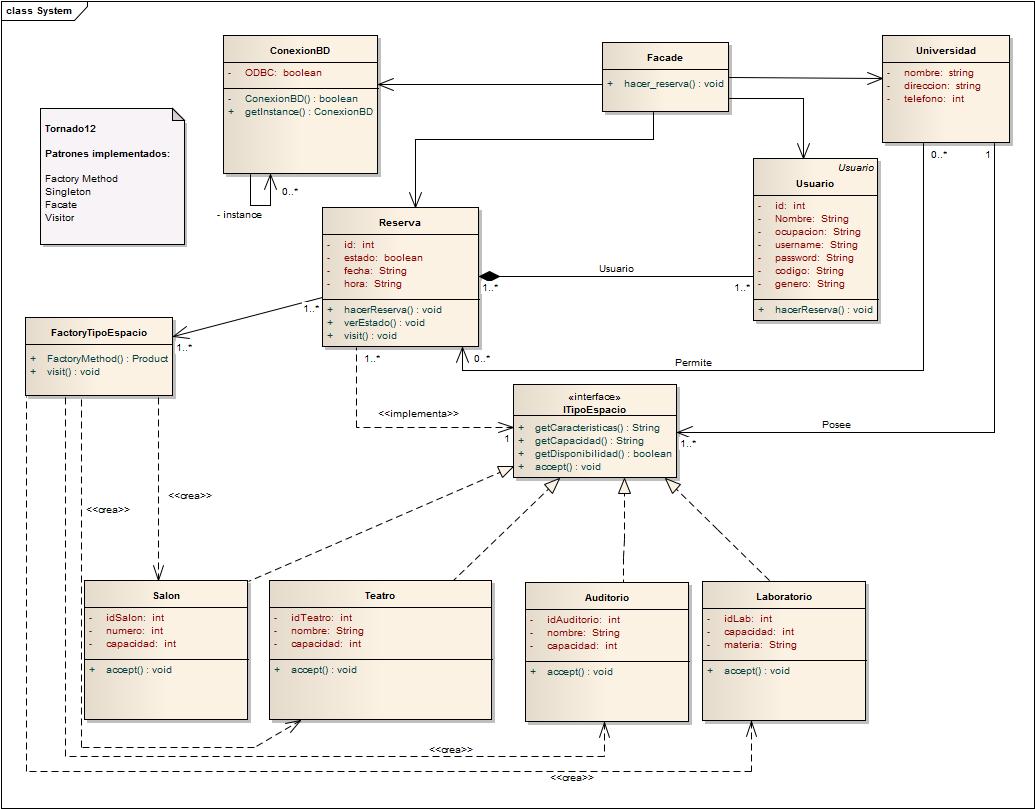 class System
ConexionBD
- ODBC: boolean
- ConexionBD() : boolean
+ getInstance() : ConexionBD
0..*
- instance
Facade
+ hacer_reserva() : void
Universidad
- nombre: string
- direccion: string
- telefono: int
0..*
1
Tornado12
Patrones implementados:
Factory Method
Singleton
Facate
Visitor
Usuario
Usuario
- id: int
- Nombre: String
- ocupacion: String
- username: String
- password: String
- codigo: String
- genero: String
+ hacerReserva() : void
Reserva
- id: int
- estado: boolean
- fecha: String
- hora: String
+ hacerReserva() : void
+ verEstado() : void
+ visit() : void
Usuario
1..*
1..*
1..*
1..*
1..*
0..*
Permite
FactoryTipoEspacio
+ FactoryMethod() : Product
+ visit() : void
«interface»
ITipoEspacio
+ getCaracteristicas() : String
+ getCapacidad() : String
+ getDisponibilidad() : boolean
+ accept() : void
<<implementa>>
1
Posee
1..*
<<crea>>
<<crea>>
Salon
- idSalon: int
- numero: int
- capacidad: int
+ accept() : void
Teatro
- idTeatro: int
- nombre: String
- capacidad: int
+ accept() : void
Auditorio
- idAuditorio: int
- nombre: String
- capacidad: int
+ accept() : void
Laboratorio
- idLab: int
- capacidad: int
- materia: String
+ accept() : void
<<crea>>
<<crea>>